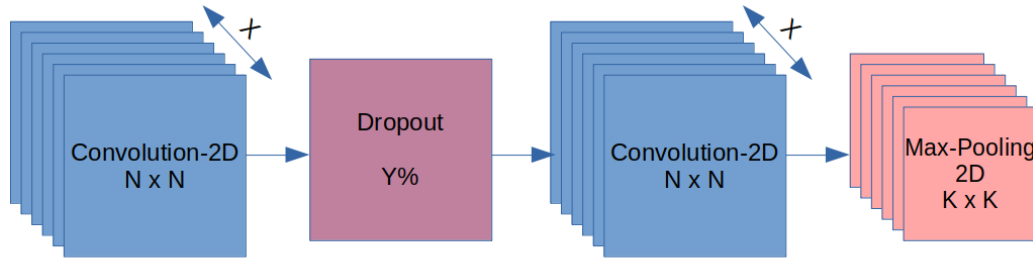 X
Convolution-2D
N x N
Dropout
Y%
X
Convolution-2D
N x N
Max-Pooling
2D
K x K